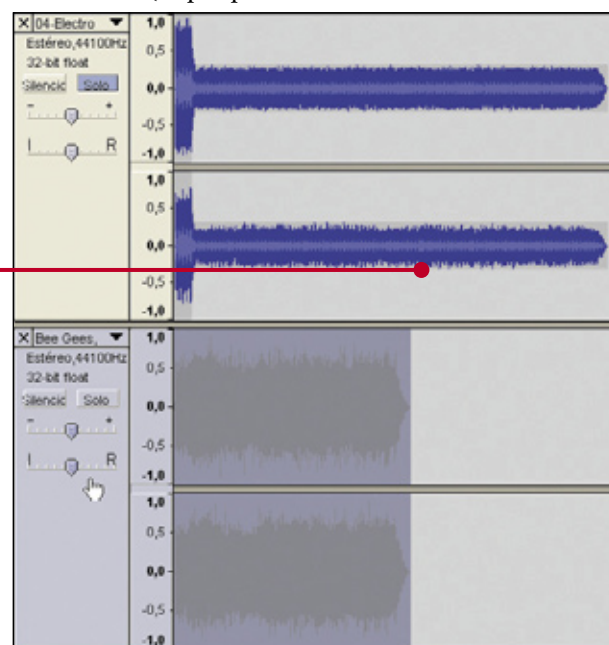 X 04-Electro
Estéreo,44100Hz
32-bit float
Silencio Solo
- +
I R
1,0
0,5
0,0
-0,5
-1,0
1,0
0,5
0,0
-0,5
-1,0
X Bee Gees,
Estéreo,44100Hz
32-bit float
Silencio Solo
- +
I R
1,0
0,5
0,0
-0,5
-1,0
1,0
0,5
0,0
-0,5
-1,0